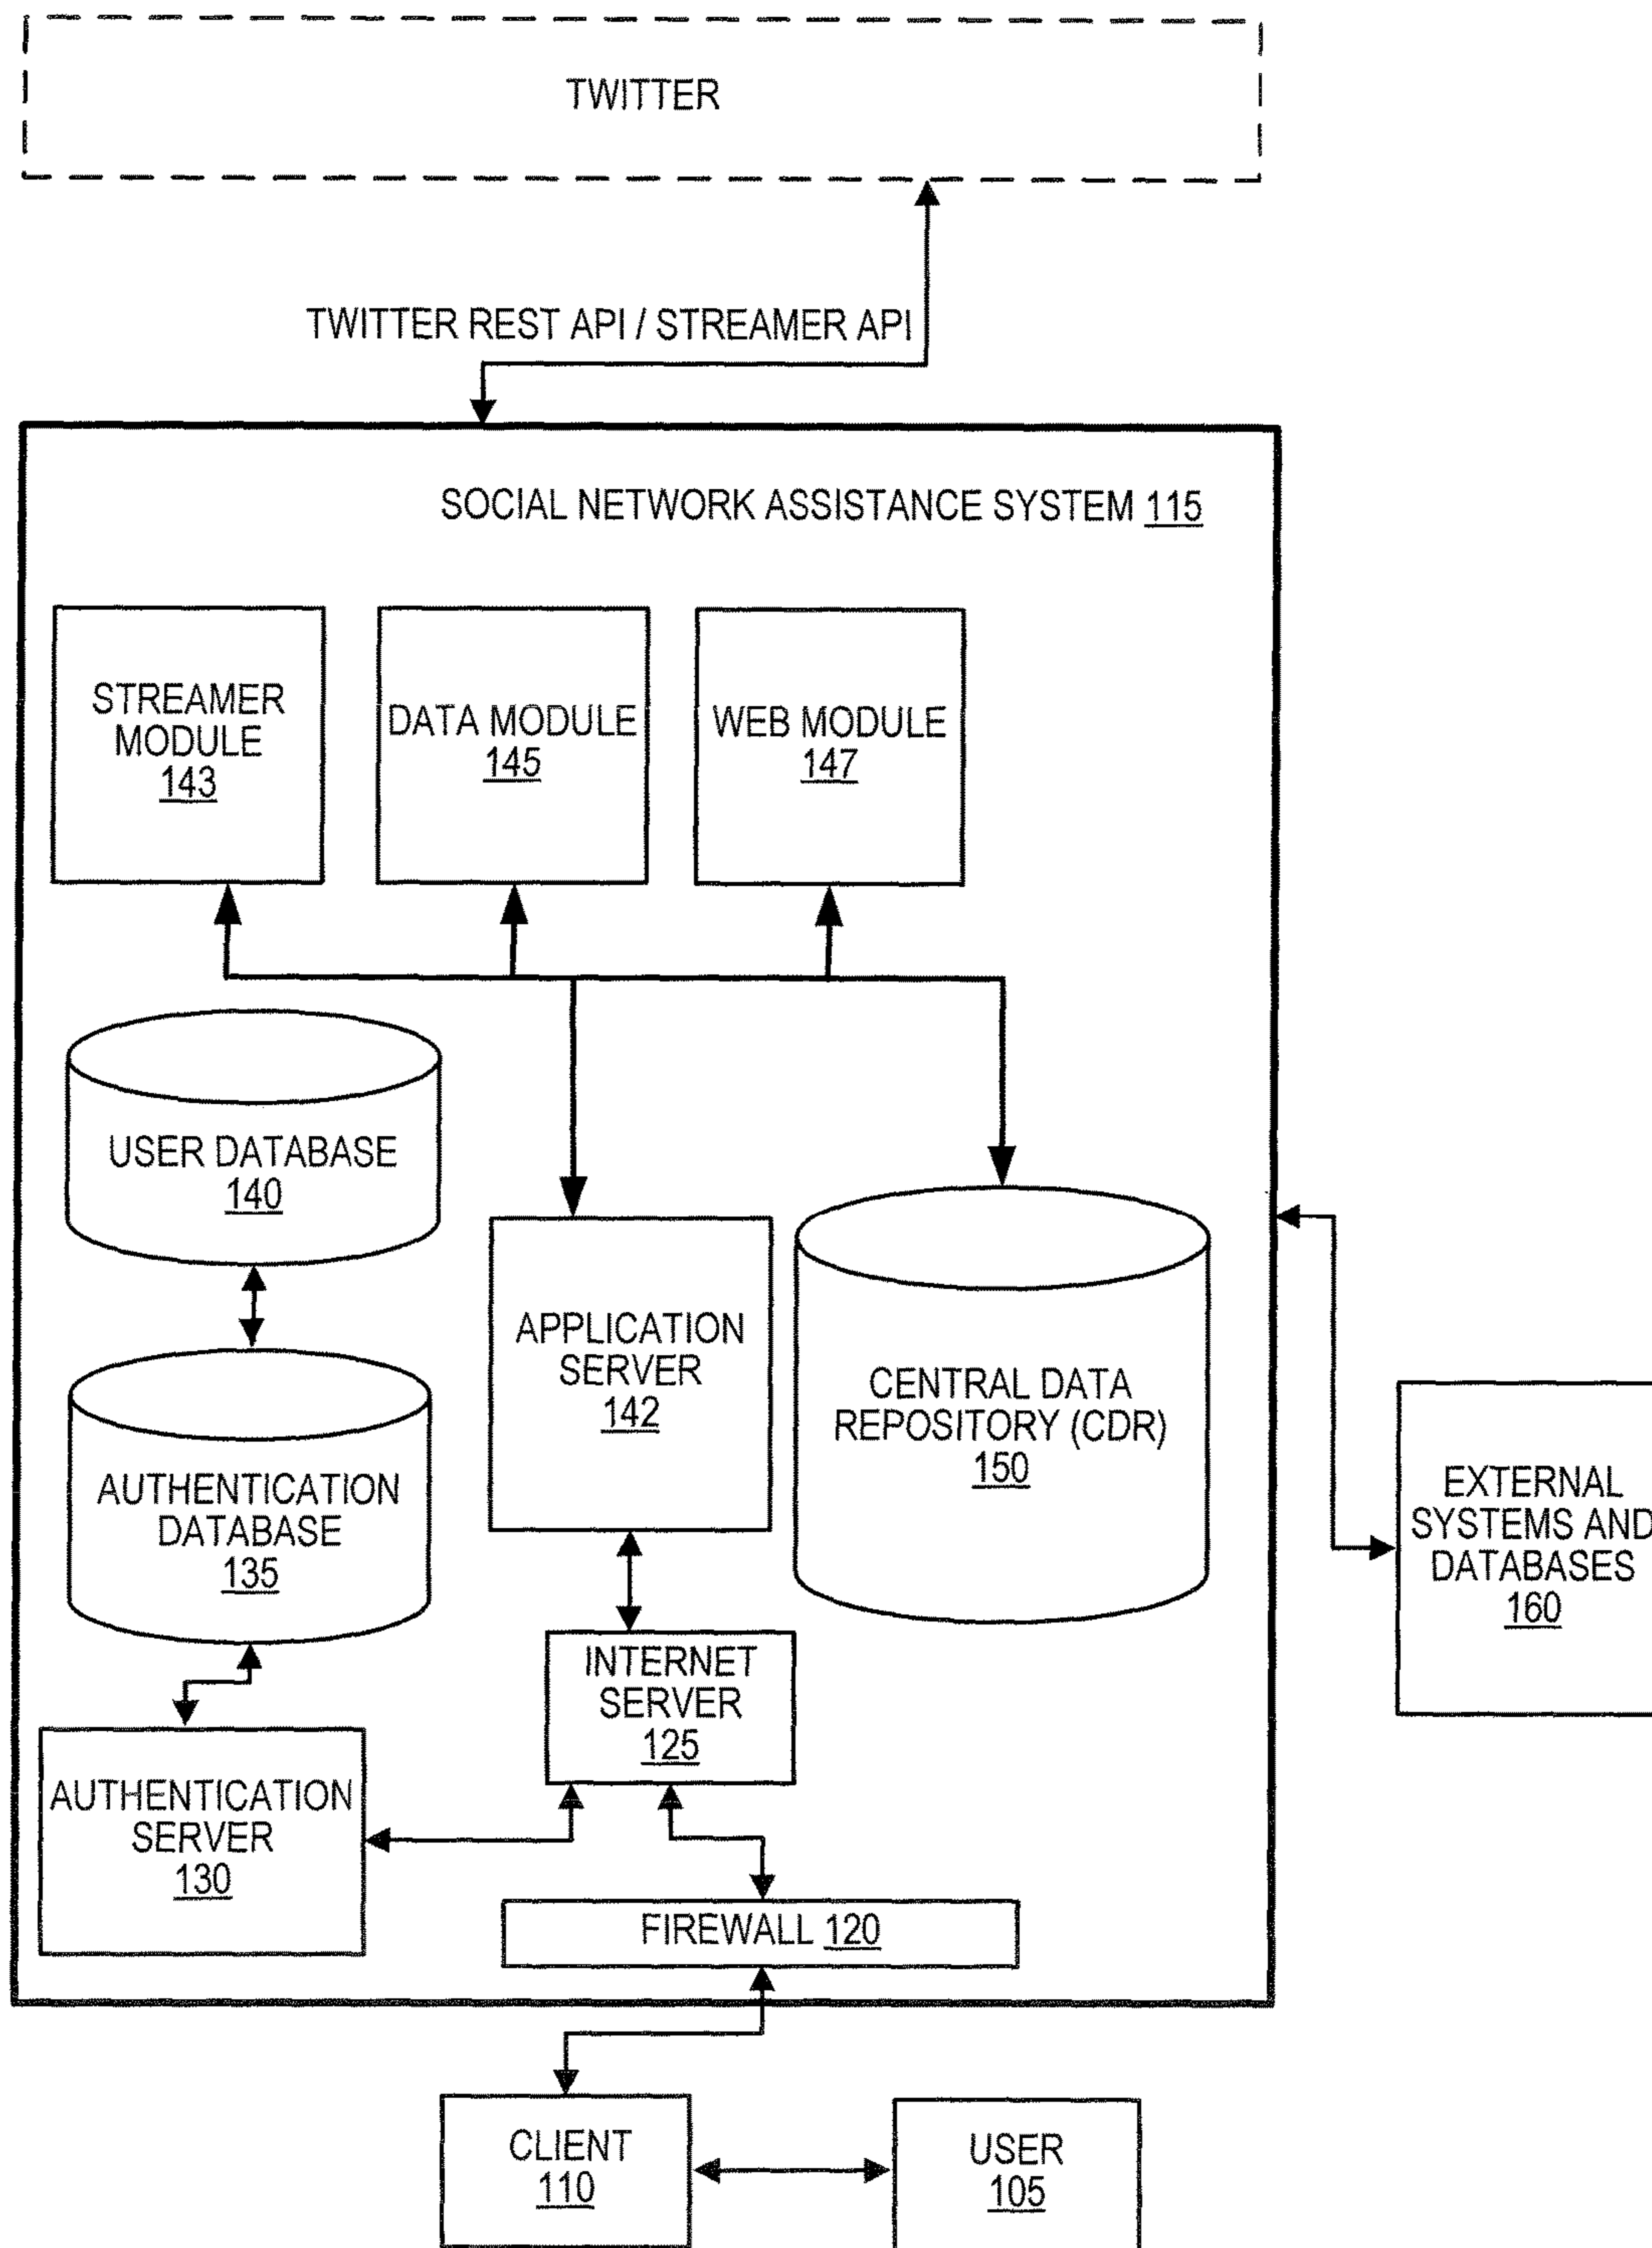 TWITTER
TWITTER REST API / STREAMER API
SOCIAL NETWORK ASSISTANCE SYSTEM 115
STREAMER
MODULE
143
DATA MODULE
145
WEB MODULE
147
USER DATABASE
140
APPLICATION
SERVER
142
CENTRAL DATA
REPOSITORY (CDR)
150
AUTHENTICATION
DATABASE
135
EXTERNAL
SYSTEMS AND
DATABASES
160
INTERNET
SERVER
125
AUTHENTICATION
SERVER
130
FIREWALL 120
CLIENT
110
USER
105